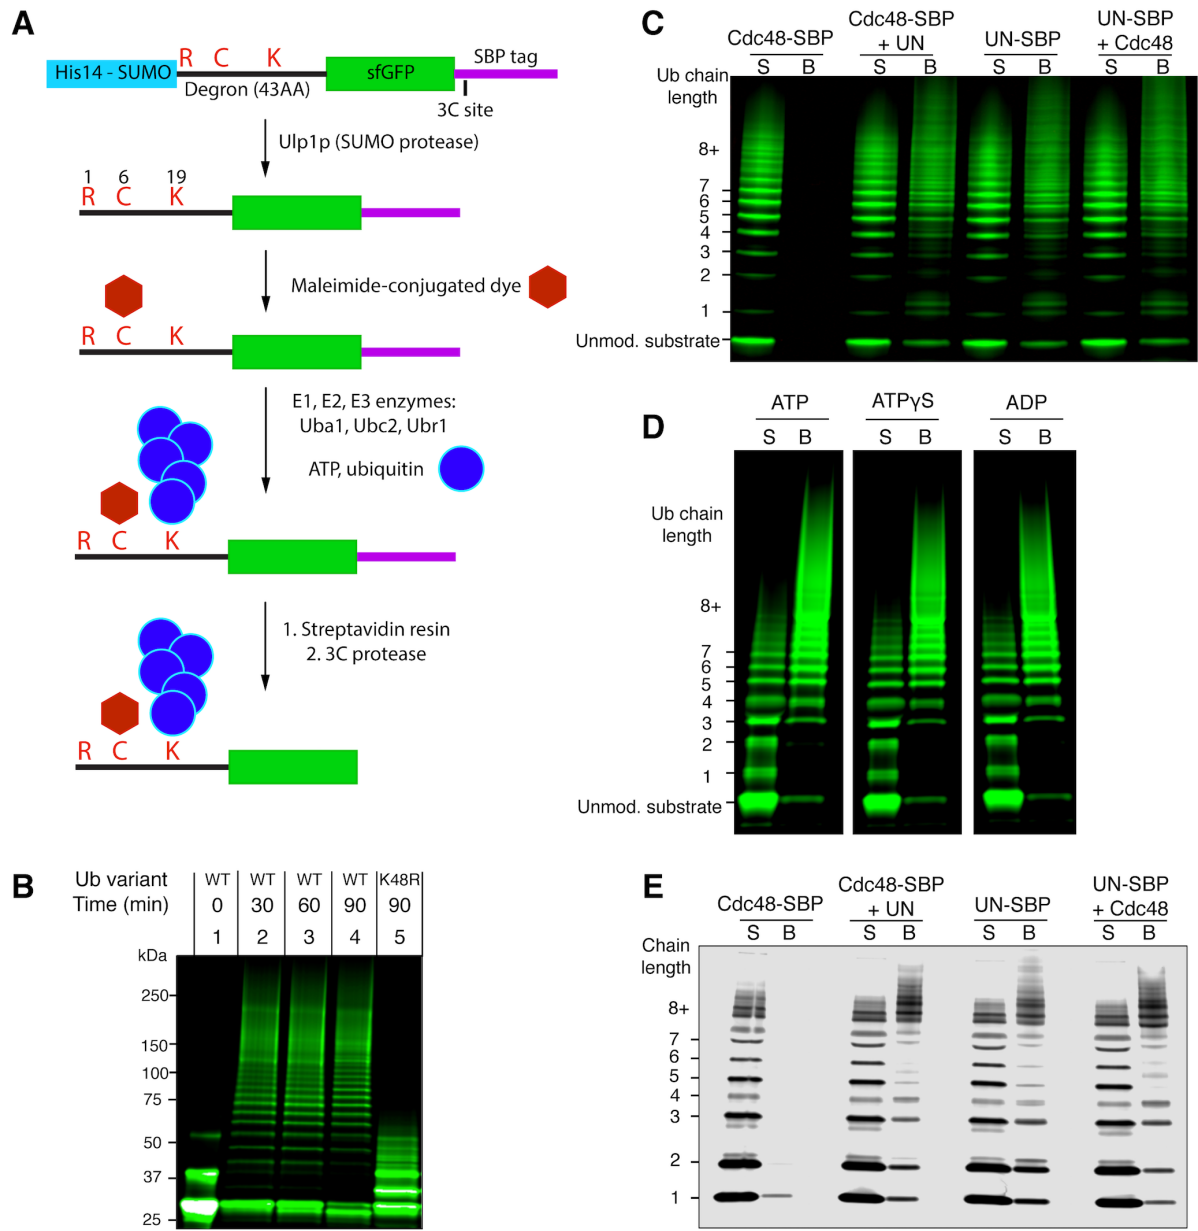 A
His14 - SUMO
R C K
Degron (43AA)
sfGFP
SBP tag
3C site
Ulp1p (SUMO protease)
1 6 19
R C K
Maleimide-conjugated dye
R C K
E1, E2, E3 enzymes:
Uba1, Ubc2, Ubr1
ATP, ubiquitin
R C K
1. Streptavidin resin
2. 3C protease
R C K
B
Ub variant WT WT WT WT K48R
Time (min) 0 30 60 90 90
1 2 3 4 5
kDa
250
150
100
75
50
37
25
C
Cdc48-SBP
Cdc48-SBP
+ UN
UN-SBP
UN-SBP
+ Cdc48
S B S B S B S B
Ub chain
length
8+
7
6
5
4
3
2
1
Unmod. substrate
D
ATP ATPγS ADP
S B S B S B
Ub chain
length
8+
7
6
5
4
3
2
1
Unmod. substrate
E
Cdc48-SBP
Cdc48-SBP
+ UN
UN-SBP
UN-SBP
+ Cdc48
S B S B S B S B
Chain
length
8+
7
6
5
4
3
2
1